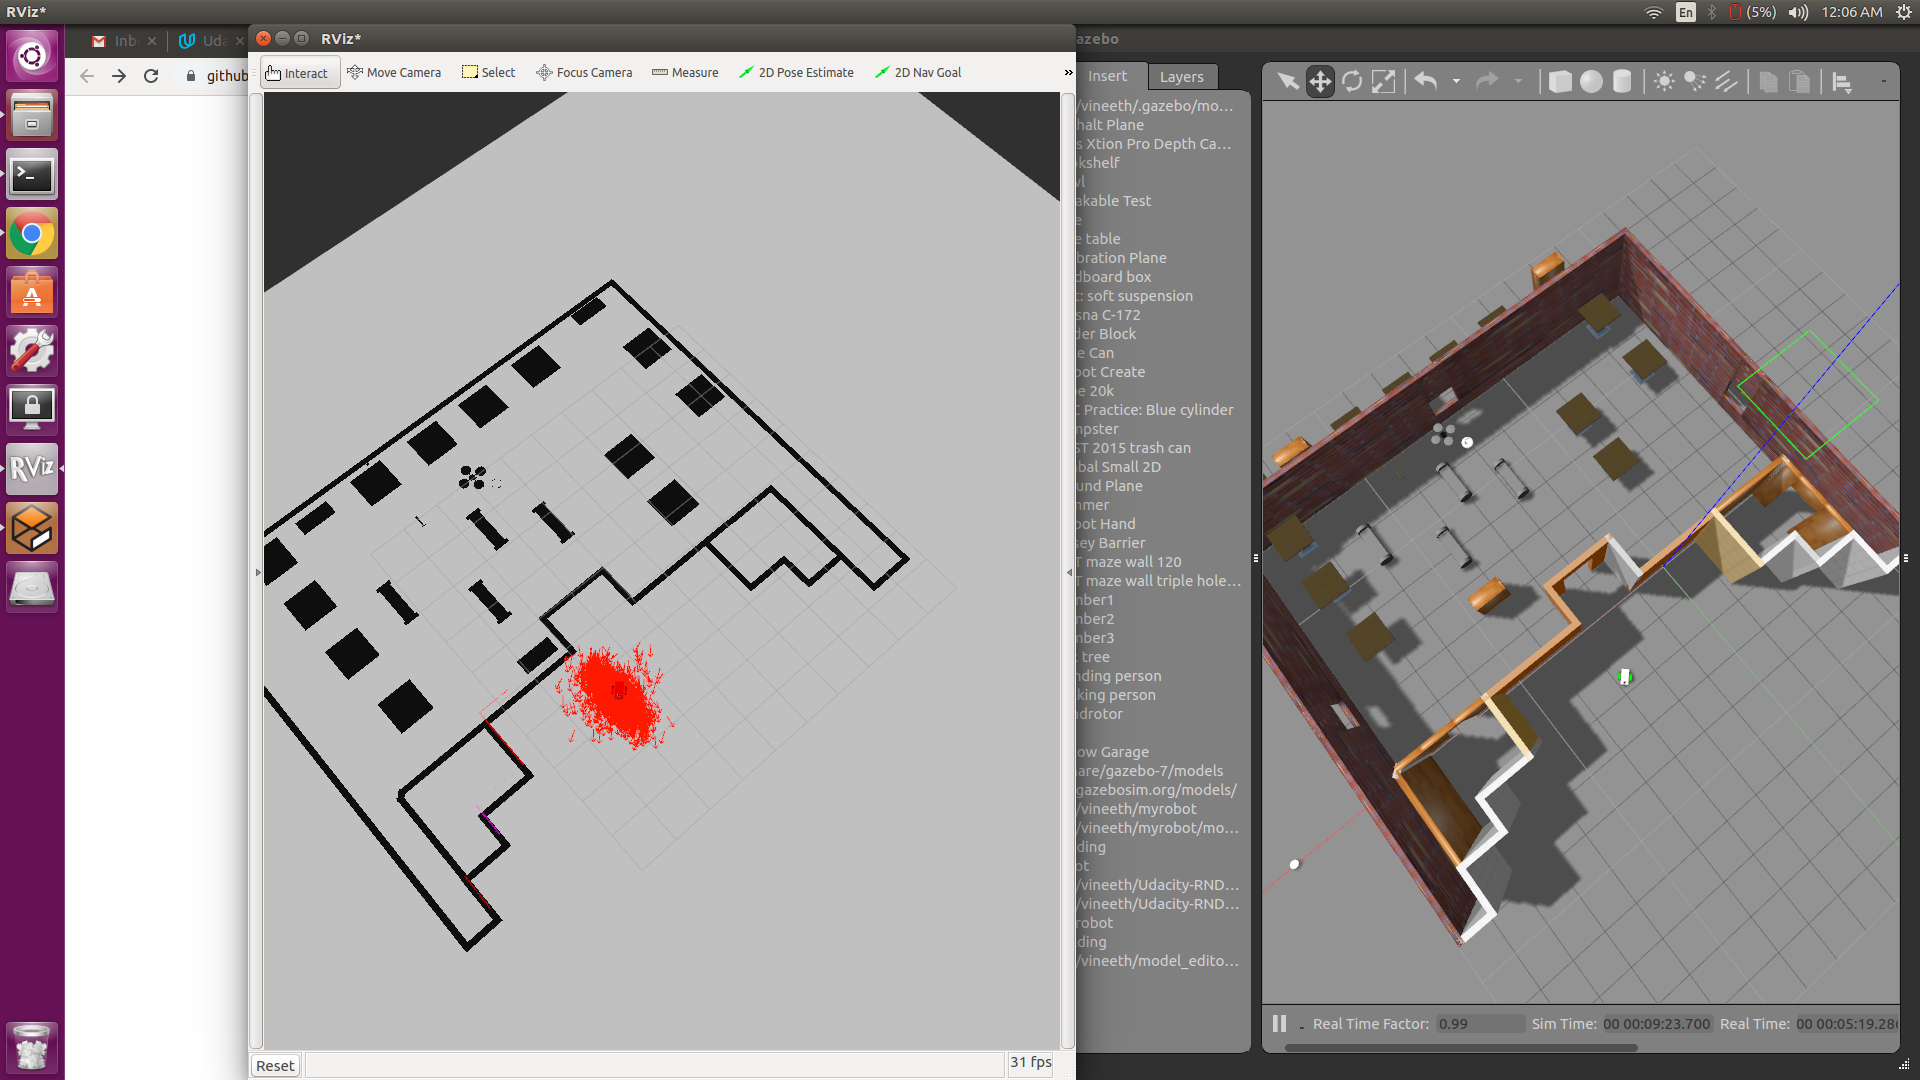 RViz*
En
(5%)
12:06 AM
Inb
Uda
github
RViz
RViz*
Interact
Move Camera
Select
Focus Camera
Measure
2D Pose Estimate
2D Nav Goal
»
Reset
31 fps
azebo
Insert
Layers
/vineeth/.gazebo/mo...
halt Plane
s Xtion Pro Depth Ca...
kshelf
vl
akable Test
e
e table
bration Plane
dboard box
t: soft suspension
sna C-172
der Block
e Can
oot Create
pe 20k
C Practice: Blue cylinder
mpster
ST 2015 trash can
bal Small 2D
und Plane
nmer
oot Hand
sey Barrier
T maze wall 120
T maze wall triple hole...
nber1
nber2
nber3
t tree
nding person
king person
adrotor
ow Garage
are/gazebo-7/models
gazebosim.org/models/
/vineeth/myrobot
/vineeth/myrobot/mo...
ding
ot
/vineeth/Udacity-RND...
/vineeth/Udacity-RND...
robot
ding
/vineeth/model_edito...
Real Time Factor: 0.99
Sim Time: 00 00:09:23.700
Real Time: 00 00:05:19.28